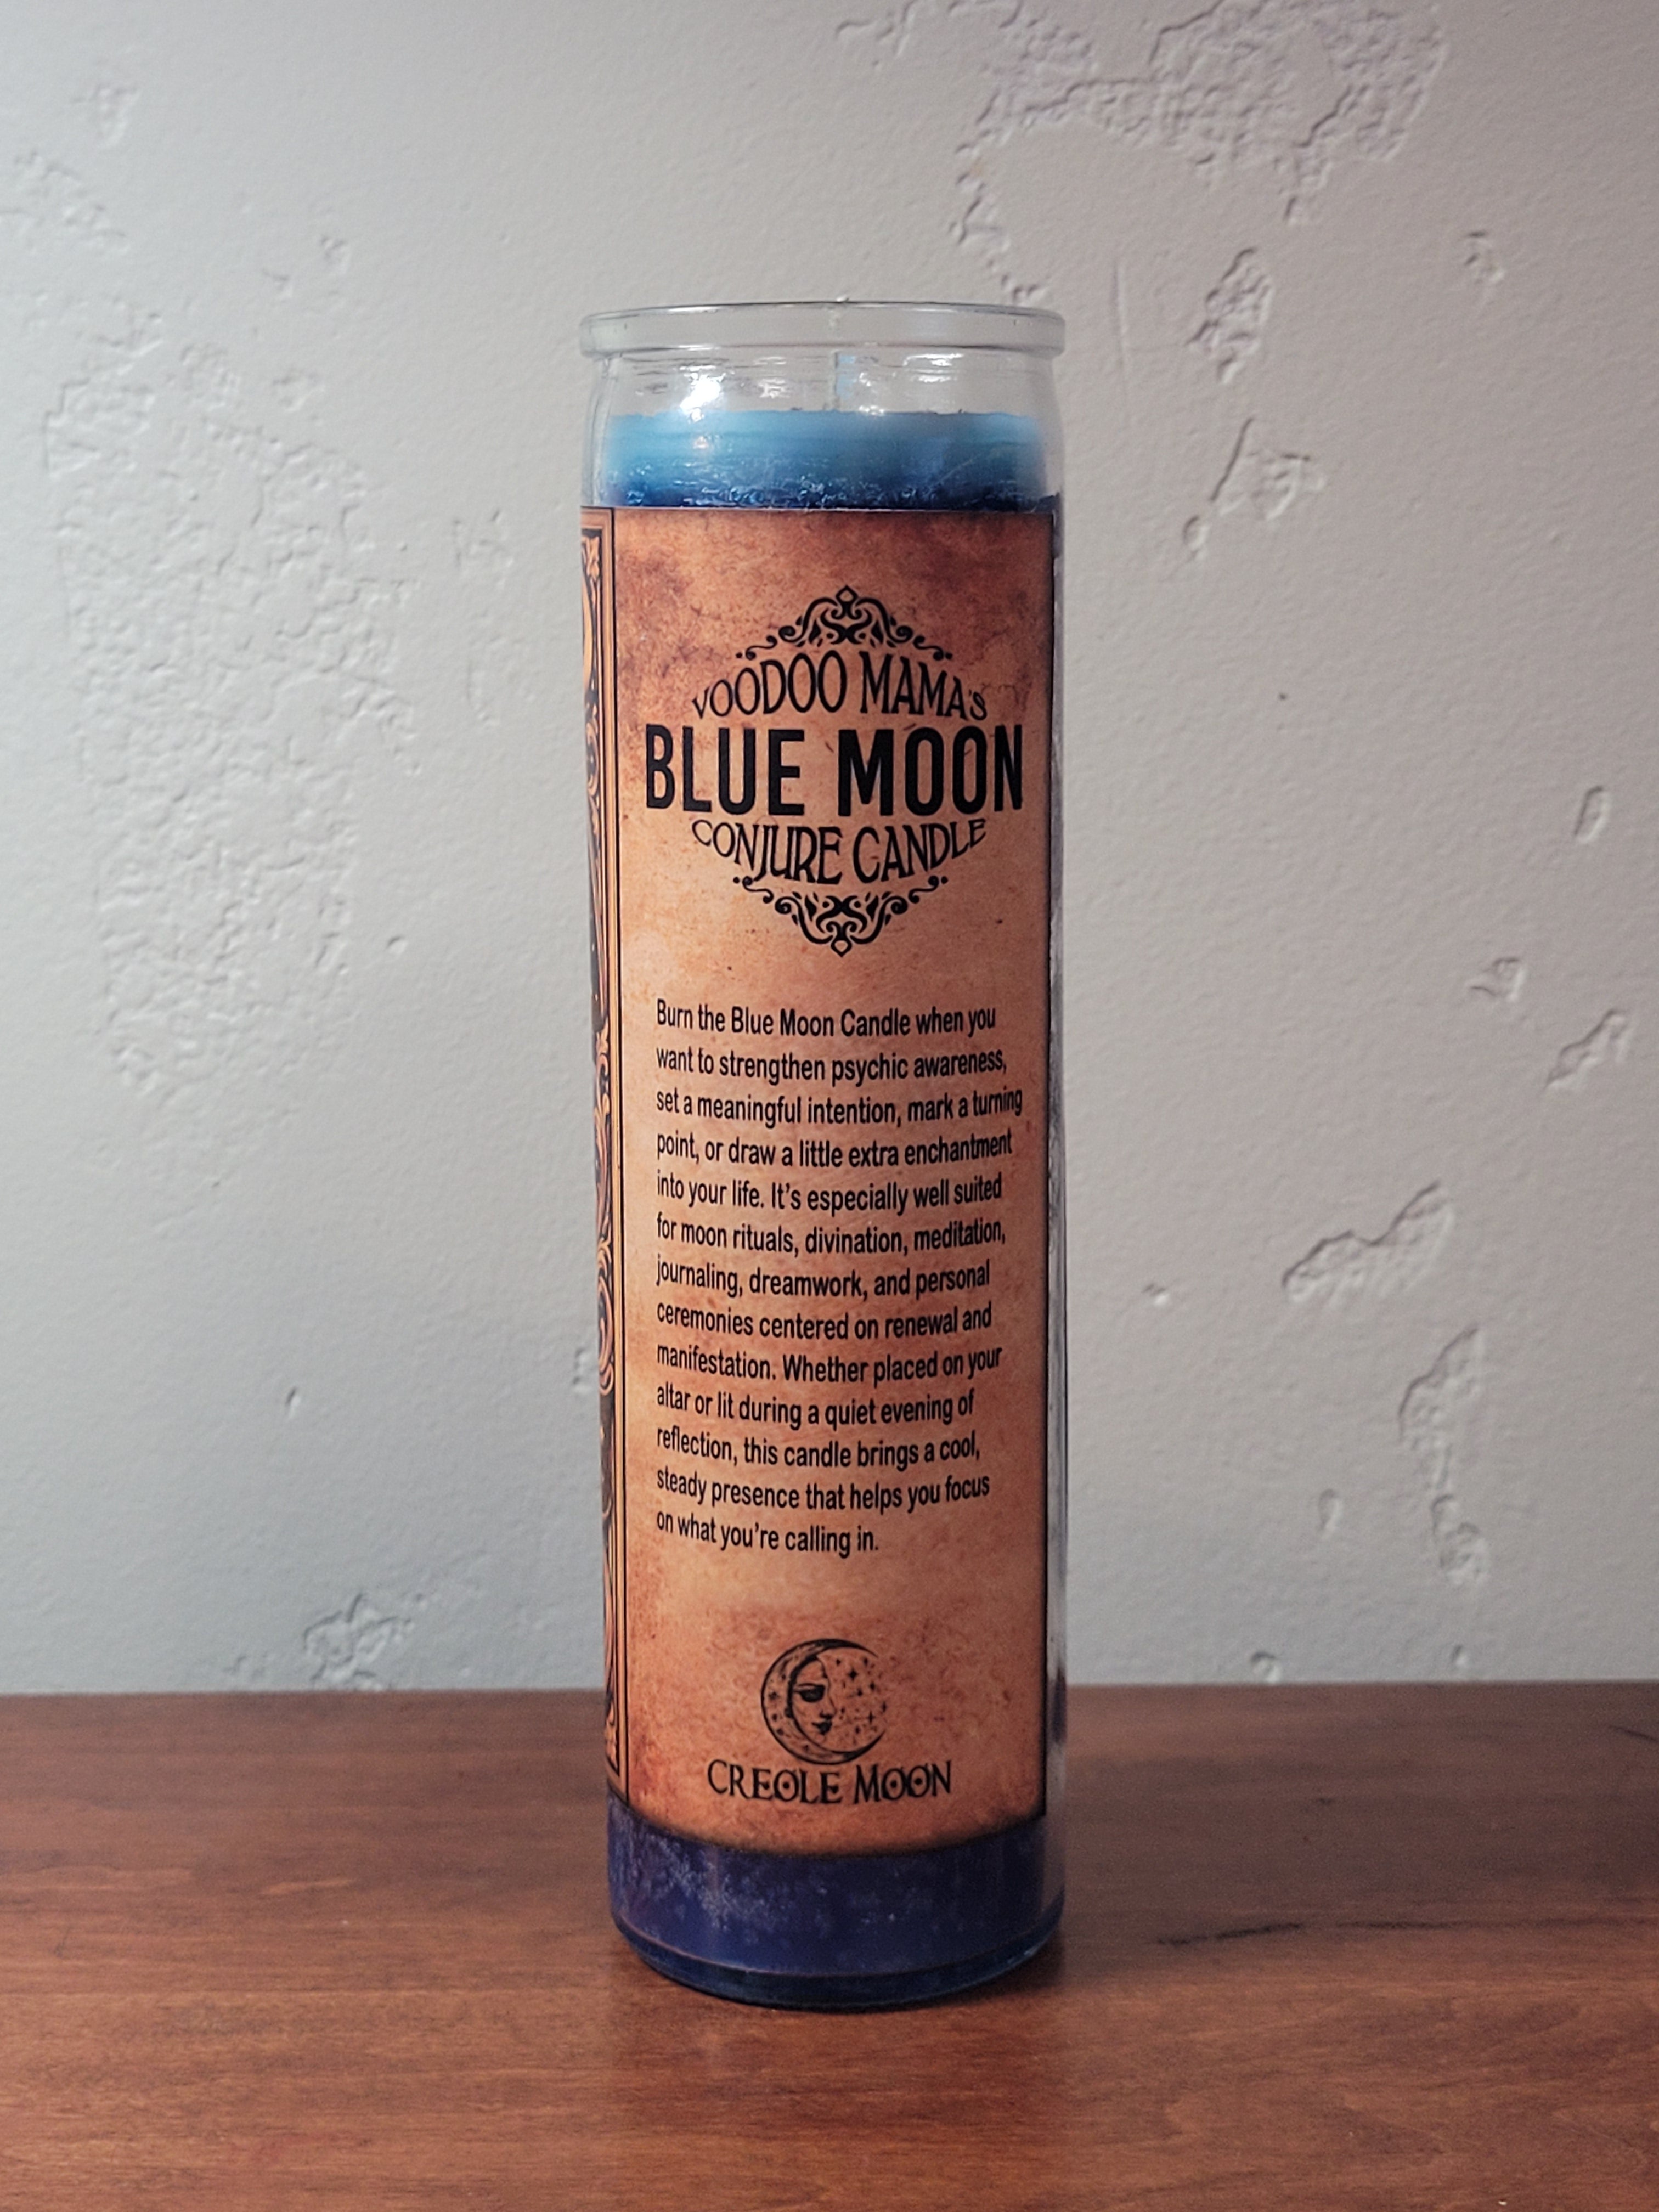 VOODOO MAMA'S
BLUE MOON
CONJURE CANDLE
Burn the Blue Moon Candle when you
want to strengthen psychic awareness,
set a meaningful intention, mark a turning
point, or draw a little extra enchantment
into your life. It's especially well suited
for moon rituals, divination, meditation,
journaling, dreamwork, and personal
ceremonies centered on renewal and
manifestation. Whether placed on your
altar or lit during a quiet evening of
reflection, this candle brings a cool,
steady presence that helps you focus
on what you're calling in.
CREOLE MOON